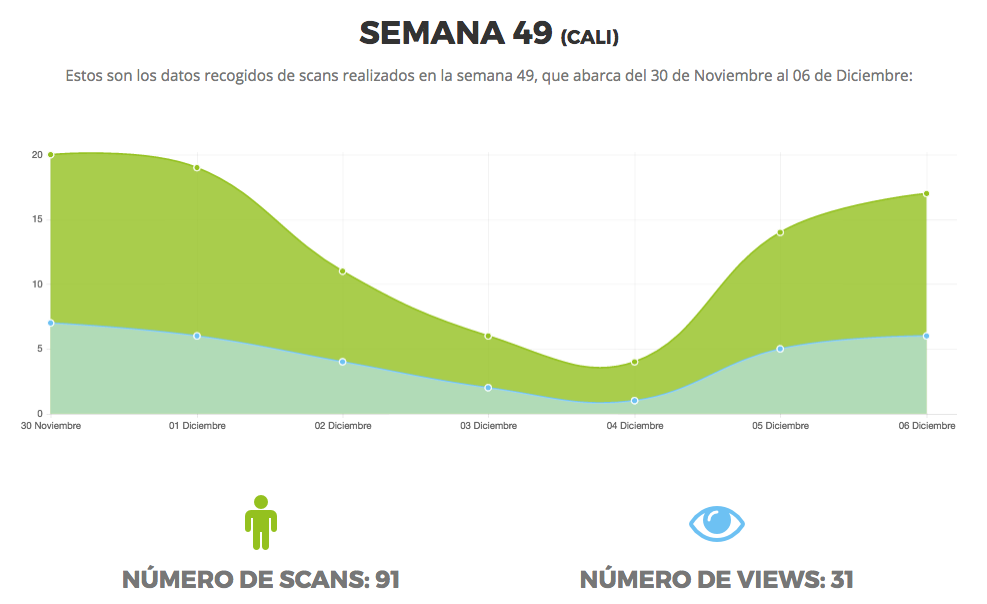 SEMANA 49 (CALI)
Estos son los datos recogidos de scans realizados en la semana 49, que abarca del 30 de Noviembre al 06 de Diciembre:
20
15
10
5
0
30 Noviembre 01 Diciembre 02 Diciembre 03 Diciembre 04 Diciembre 05 Diciembre 06 Diciembre
NÚMERO DE SCANS: 91 NÚMERO DE VIEWS: 31